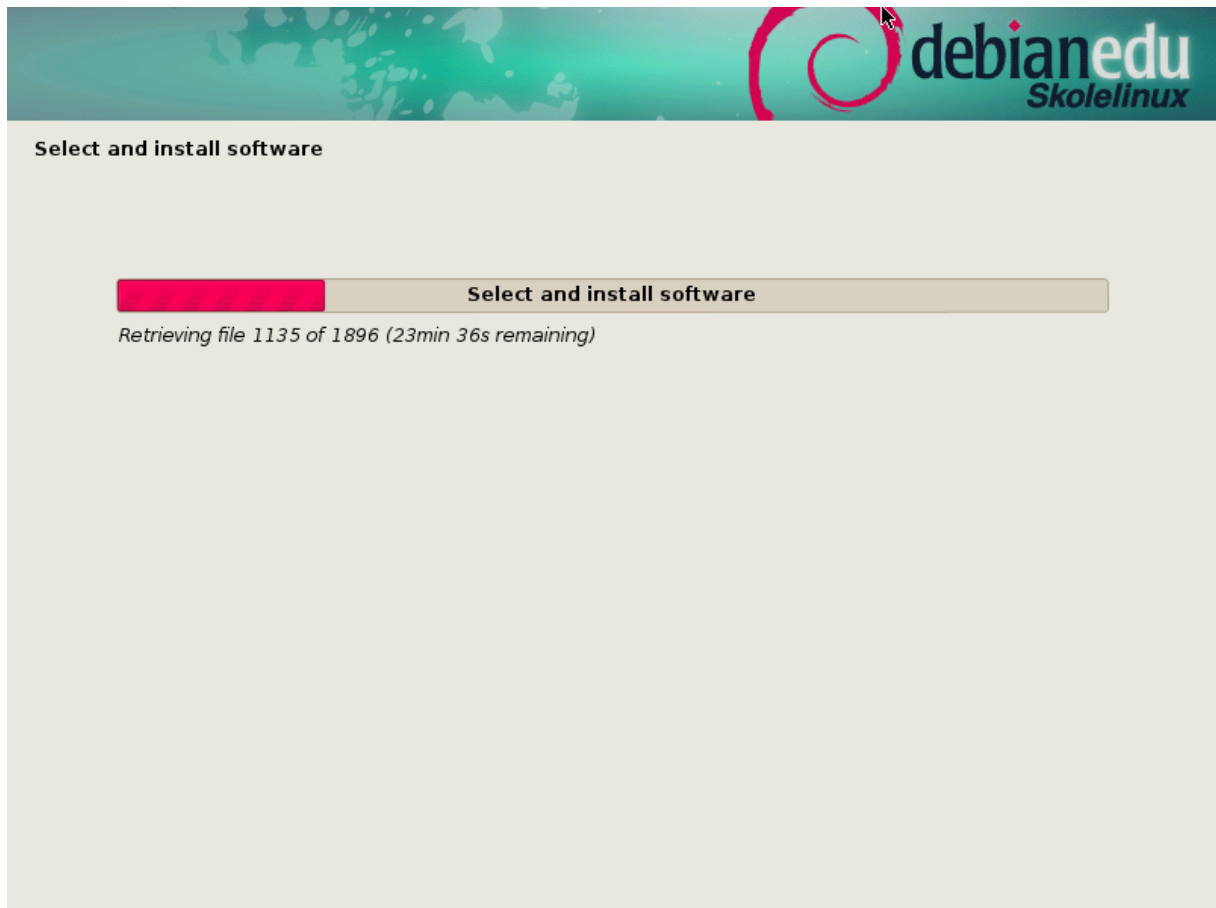 debianedu
Skolelinux
Select and install software
Select and install software
Retrieving file 1135 of 1896 (23min 36s remaining)